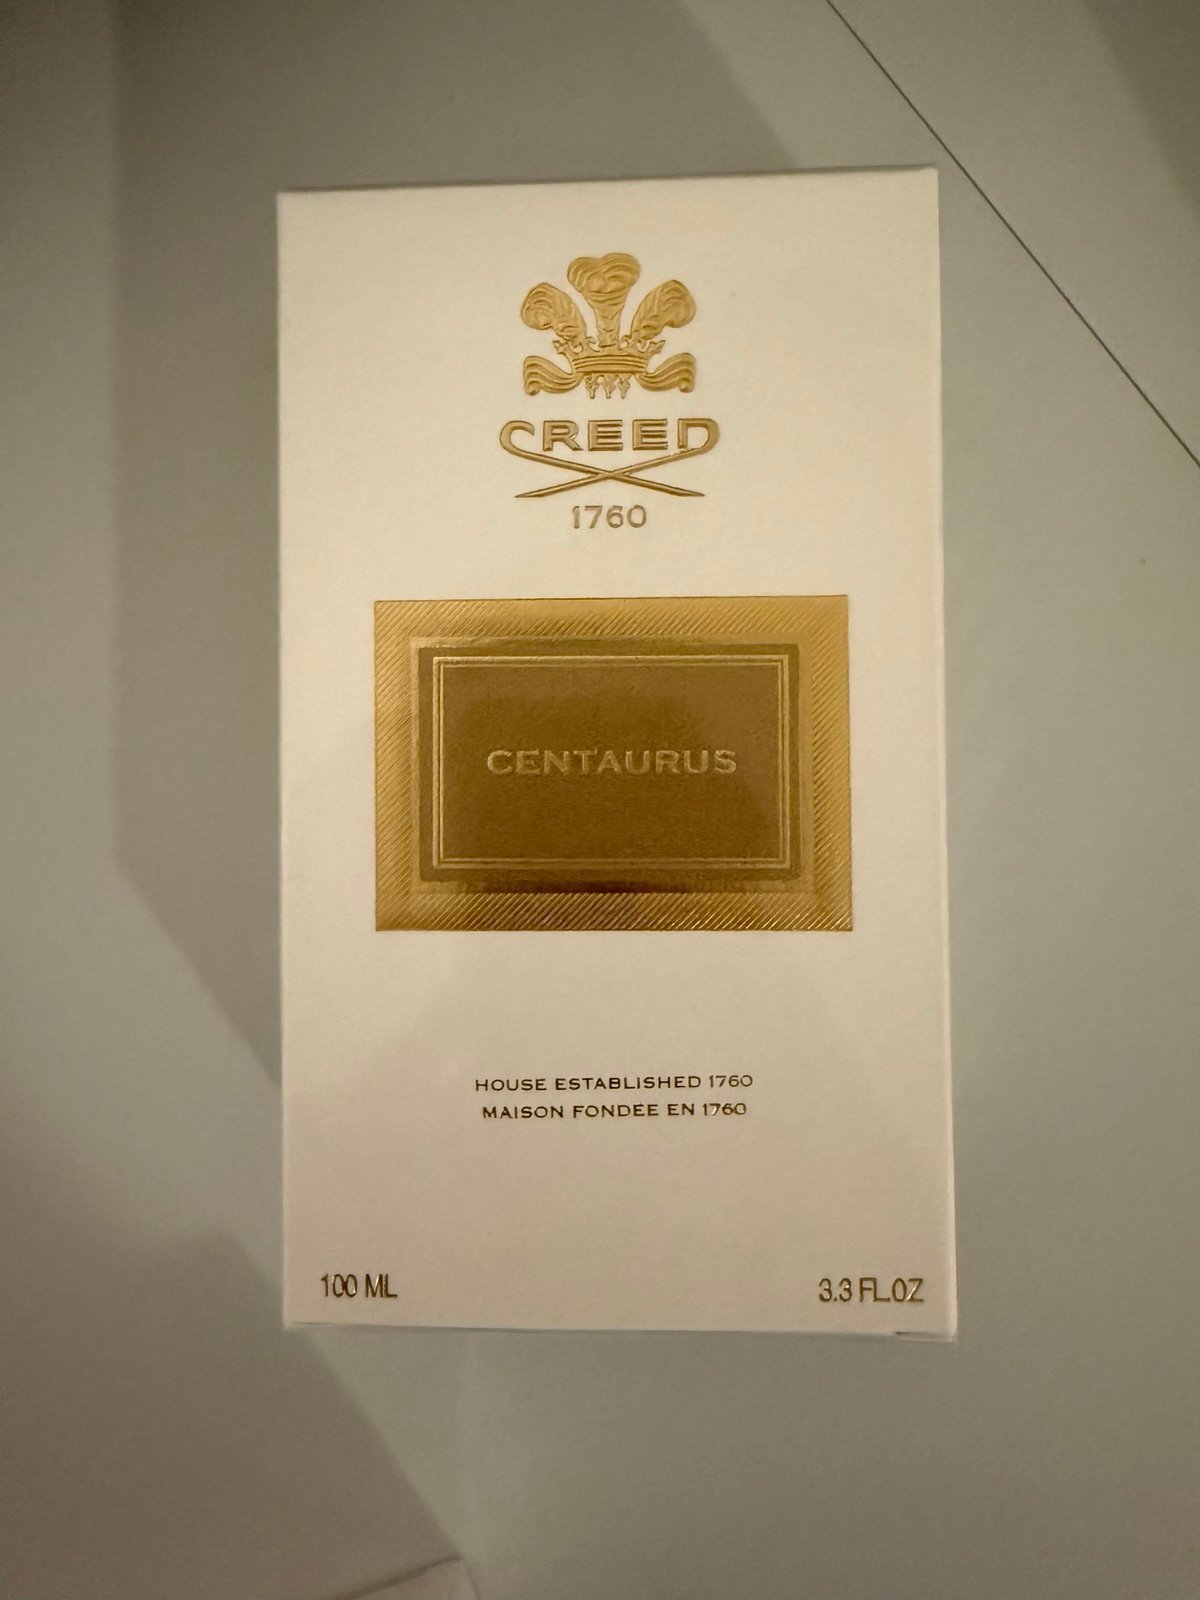 CREED
1760
CENTAURUS
HOUSE ESTABLISHED 1760
MAISON FONDÉE EN 1760
100 ML
3.3 FL.OZ